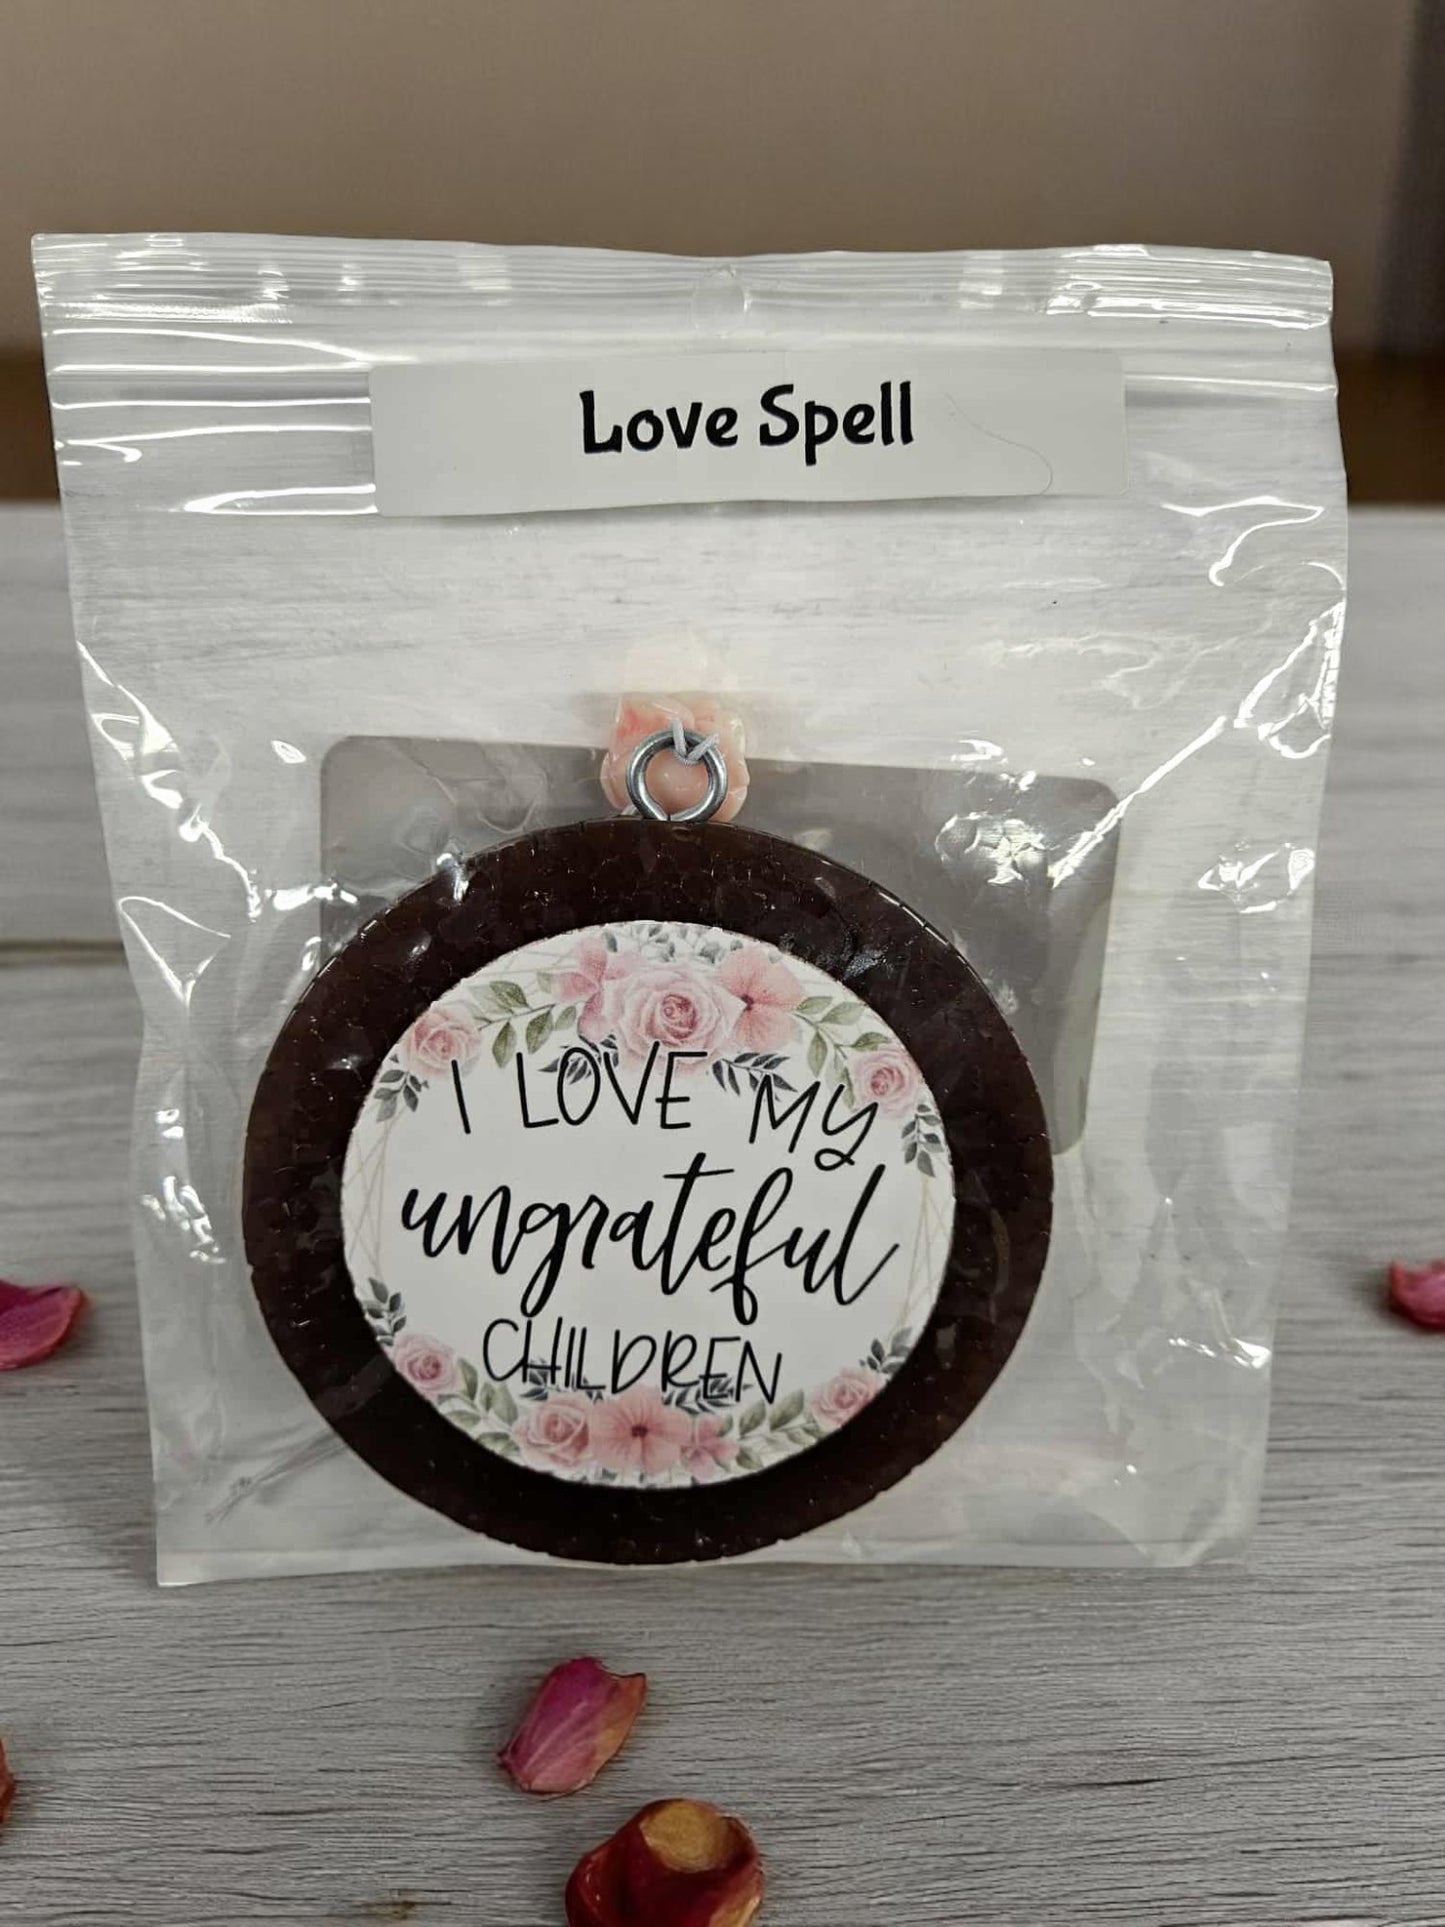 Love Spell
I LOVE MY
ungrateful
CHILDREN